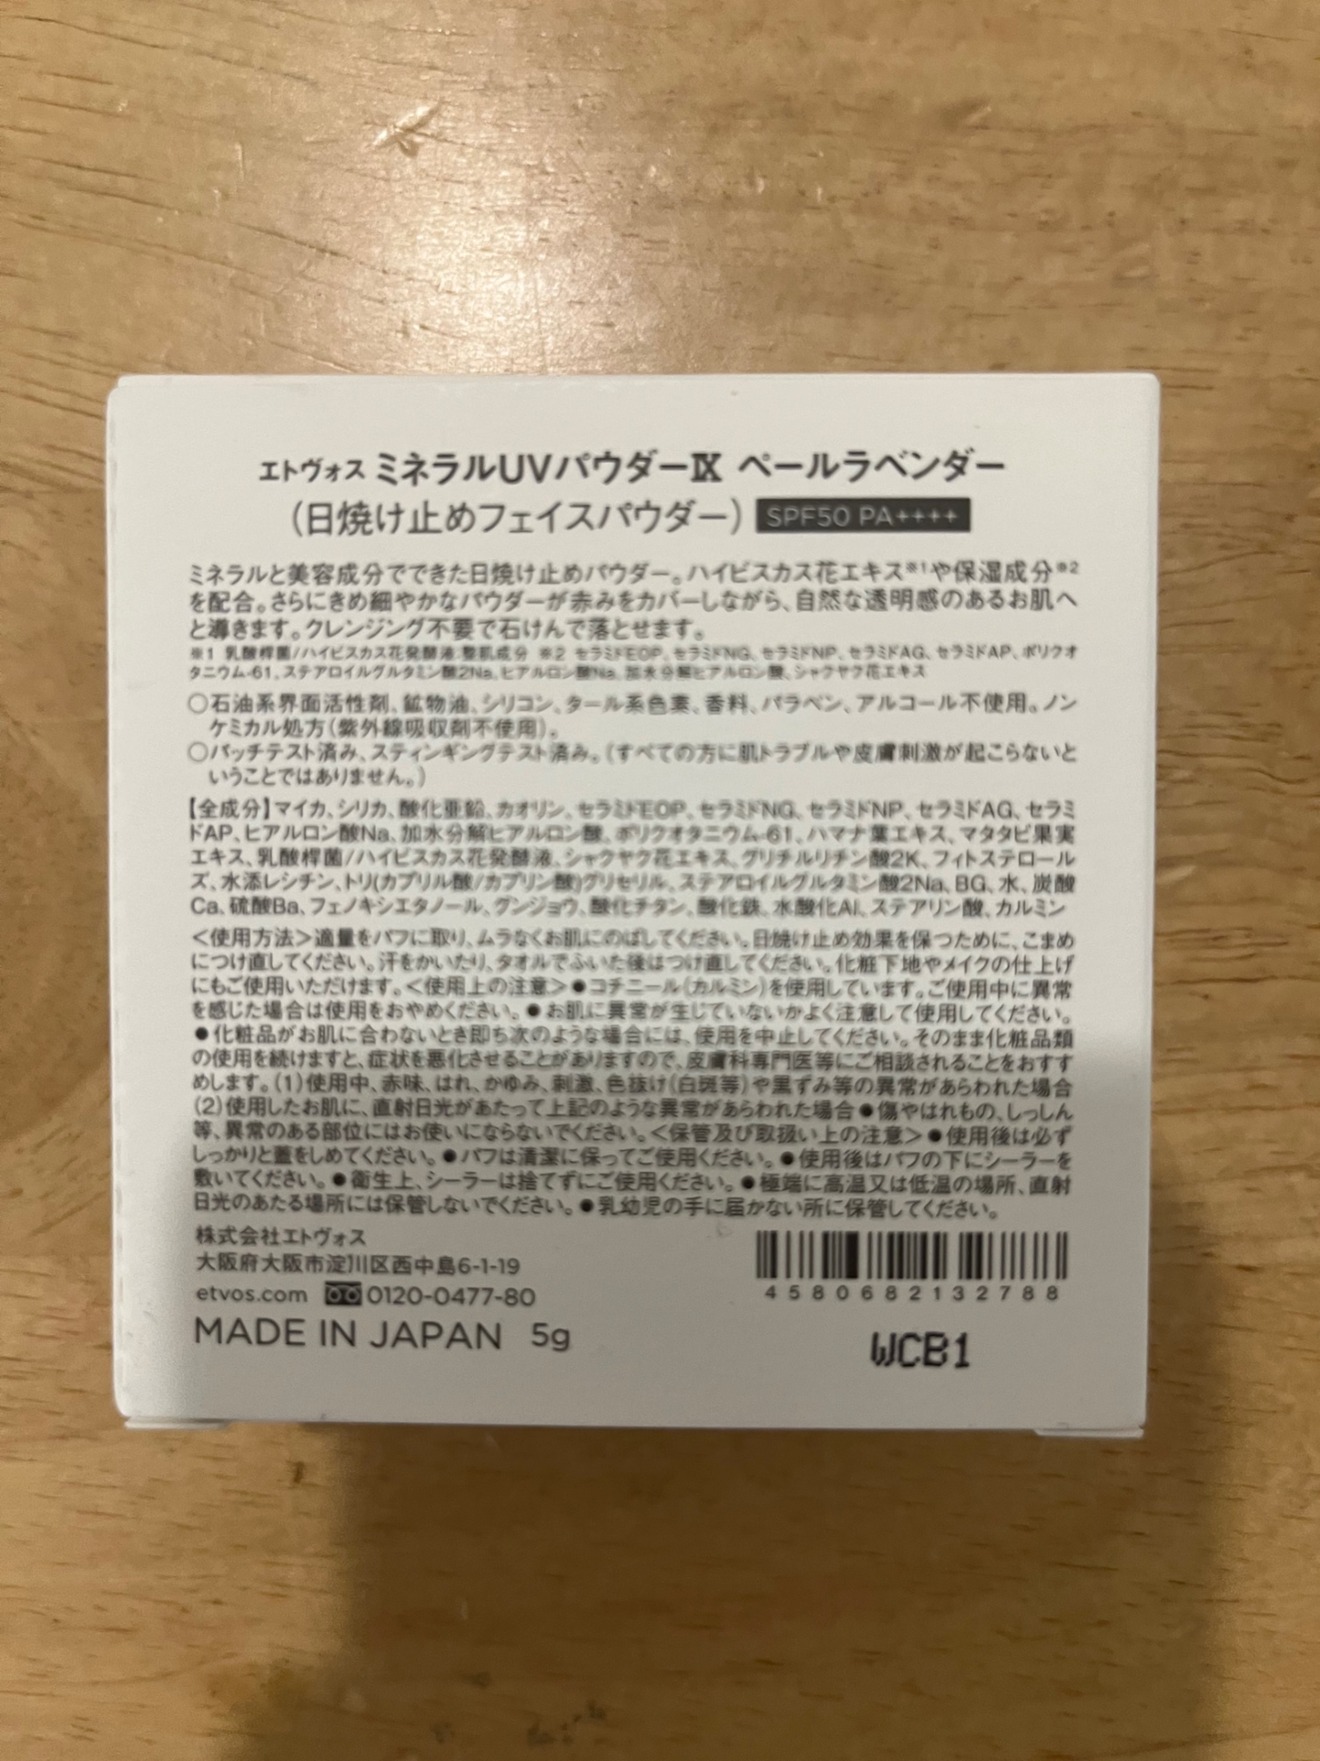 エトヴォス ミネラルUVパウダーⅨ ペールラベンダー
(日焼け止めフェイスパウダー) SPF50 PA++++
ミネラルと美容成分でできた日焼け止めパウダー。ハイビスカス花エキス※1や保湿成分※2
を配合。さらにきめ細やかなパウダーが赤みをカバーしながら、自然な透明感のあるお肌へ
と導きます。クレンジング不要で石けんで落とせます。
※1 乳酸桿菌/ハイビスカス花発酵液:整肌成分 ※2 セラミドEOP、セラミドNG、セラミドNP、セラミドAG、セラミドAP、ポリクオ
タニウム-61、ステアロイルグルタミン酸2Na、ヒアルロン酸Na、加水分解ヒアルロン酸、シャクヤク花エキス
○石油系界面活性剤、鉱物油、シリコン、タール系色素、香料、パラベン、アルコール不使用。ノン
ケミカル処方(紫外線吸収剤不使用)。
○パッチテスト済み、スティンギングテスト済み。(すべての方に肌トラブルや皮膚刺激が起こらないと
いうことではありません。)
【全成分】マイカ、シリカ、酸化亜鉛、カオリン、セラミドEOP、セラミドNG、セラミドNP、セラミドAG、セラミ
ドAP、ヒアルロン酸Na、加水分解ヒアルロン酸、ポリクオタニウム-61、ハマナ葉エキス、マタタビ果実
エキス、乳酸桿菌/ハイビスカス花発酵液、シャクヤク花エキス、グリチルリチン酸2K、フィトステロール
ズ、水添レシチン、トリ(カプリル酸/カプリン酸)グリセリル、ステアロイルグルタミン酸2Na、BG、水、炭酸
Ca、硫酸Ba、フェノキシエタノール、グンジョウ、酸化チタン、酸化鉄、水酸化Al、ステアリン酸、カルミン
<使用方法>適量をパフに取り、ムラなくお肌にのばしてください。日焼け止め効果を保つために、こまめ
につけ直してください。汗をかいたり、タオルでふいた後はつけ直してください。化粧下地やメイクの仕上げ
にもご使用いただけます。<使用上の注意>●コチニール(カルミン)を使用しています。ご使用中に異常
を感じた場合は使用をおやめください。●お肌に異常が生じていないかよく注意して使用してください。
●化粧品がお肌に合わないとき即ち次のような場合には、使用を中止してください。そのまま化粧品類
の使用を続けますと、症状を悪化させることがありますので、皮膚科専門医等にご相談されることをおすす
めします。(1)使用中、赤味、はれ、かゆみ、刺激、色抜け(白斑等)や黒ずみ等の異常があらわれた場合
(2)使用したお肌に、直射日光があたって上記のような異常があらわれた場合●傷やはれもの、しっしん
等、異常のある部位にはお使いにならないでください。<保管及び取扱い上の注意>●使用後は必ず
しっかりと蓋をしめてください。●パフは清潔に保ってご使用ください。●使用後はパフの下にシーラーを
敷いてください。●衛生上、シーラーは捨てずにご使用ください。●極端に高温又は低温の場所、直射
日光のあたる場所には保管しないでください。●乳幼児の手に届かない所に保管してください。
株式会社エトヴォス
大阪府大阪市淀川区西中島6-1-19
etvos.com 0120-0477-80
MADE IN JAPAN 5g
4580682132788
WCB1